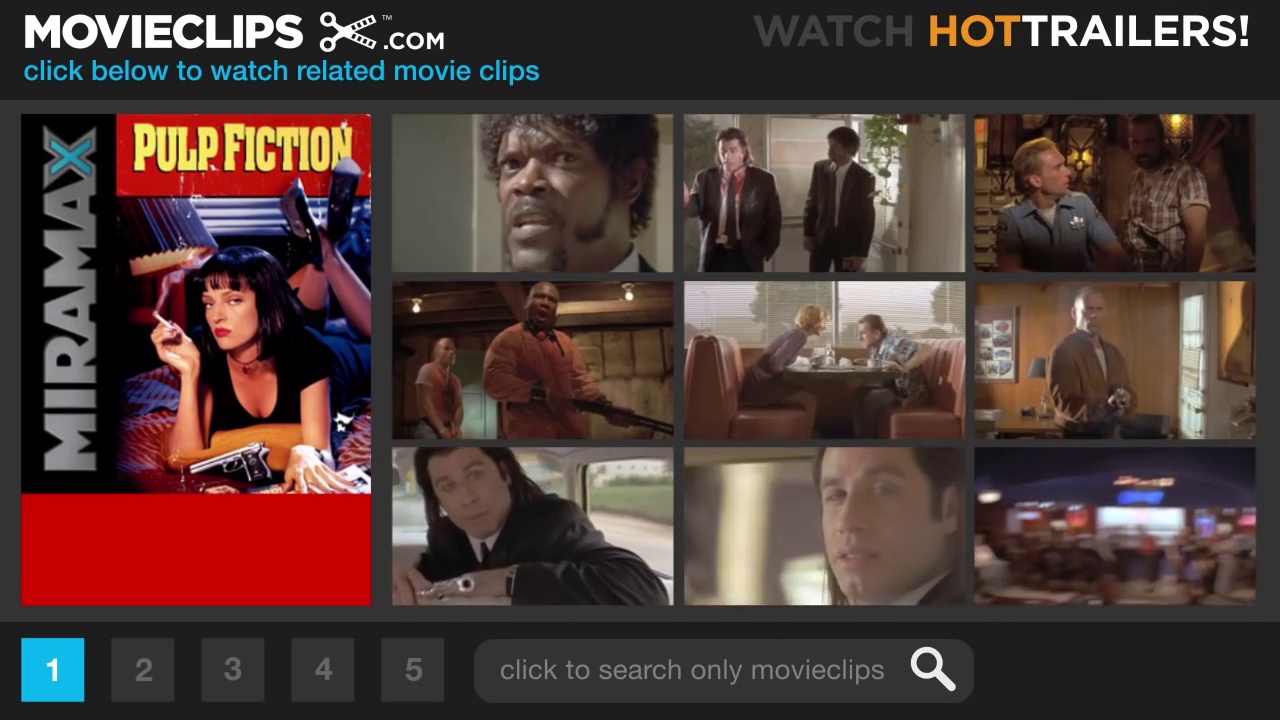 MOVIECLIPS ™ .COM
click below to watch related movie clips
WATCH HOTTRAILERS!
MIRAMAX
PULP FICTION
1 2 3 4 5
click to search only movieclips